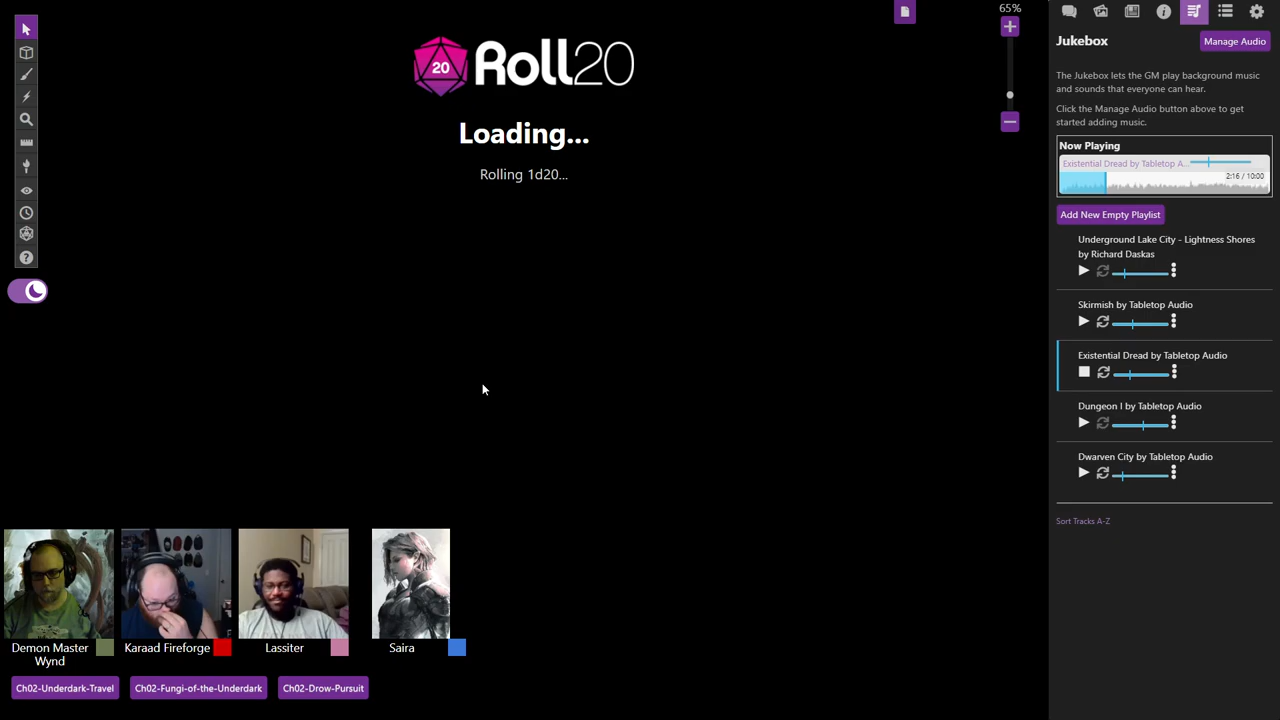 65%
20
Roll20
Loading...
Rolling 1d20...
Jukebox
Manage Audio
The Jukebox lets the GM play background music
and sounds that everyone can hear.
Click the Manage Audio button above to get
started adding music.
Now Playing
Existential Dread by Tabletop A...
2:16 / 10:00
Add New Empty Playlist
Underground Lake City - Lightness Shores
by Richard Daskas
Skirmish by Tabletop Audio
Existential Dread by Tabletop Audio
Dungeon I by Tabletop Audio
Dwarven City by Tabletop Audio
Sort Tracks A-Z
Demon Master
Wynd
Karaad Fireforge
Lassiter
Saira
Ch02-Underdark-Travel
Ch02-Fungi-of-the-Underdark
Ch02-Drow-Pursuit